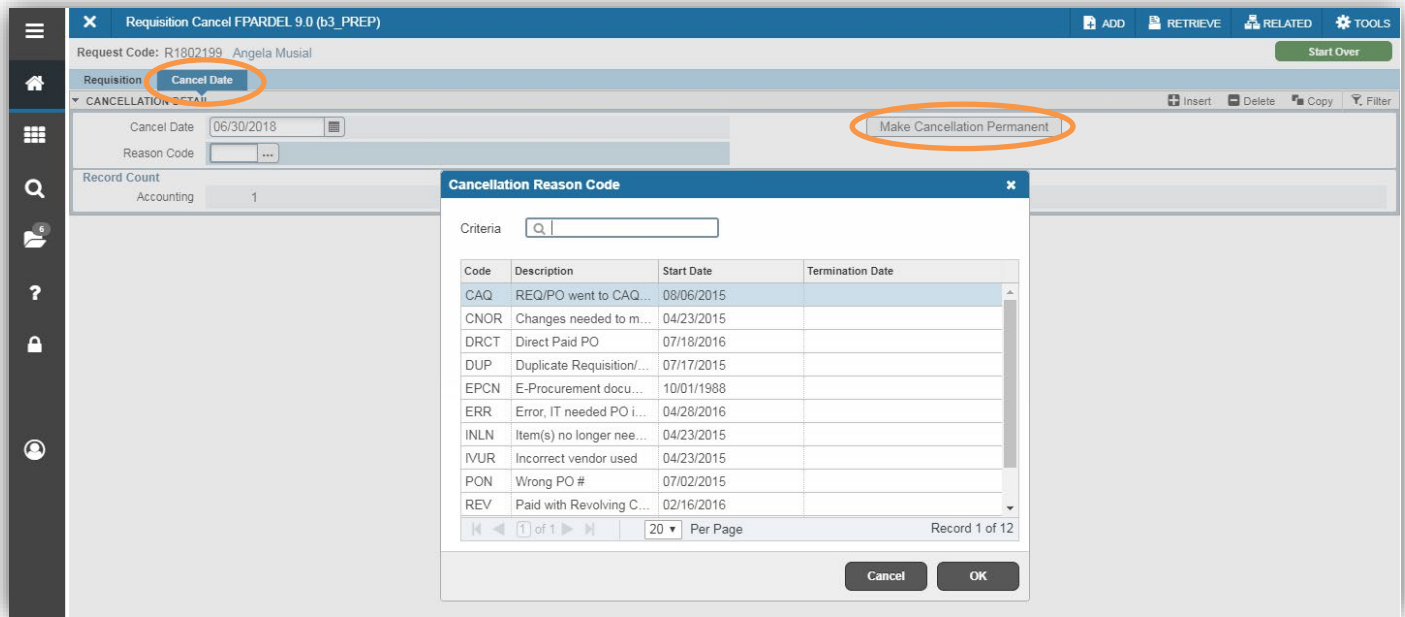 Requisition Cancel FPARDEL 9.0 (b3_PREP) ADD RETRIEVE RELATED TOOLS
Request Code: R1802199 Angela Musial Start Over
Requisition Cancel Date
CANCELLATION DETAIL Insert Delete Copy Filter
Cancel Date 06/30/2018 Make Cancellation Permanent
Reason Code ...
Record Count
Accounting 1
6
?
Cancellation Reason Code
Criteria
Code Description Start Date Termination Date
CAQ REQ/PO went to CAQ... 08/06/2015
CNOR Changes needed to m... 04/23/2015
DRCT Direct Paid PO 07/18/2016
DUP Duplicate Requisition/... 07/17/2015
EPCN E-Procurement docu... 10/01/1988
ERR Error, IT needed PO i... 04/28/2016
INLN Item(s) no longer nee... 04/23/2015
IVUR Incorrect vendor used 04/23/2015
PON Wrong PO # 07/02/2015
REV Paid with Revolving C... 02/16/2016
1 of 1 20 Per Page Record 1 of 12
Cancel OK